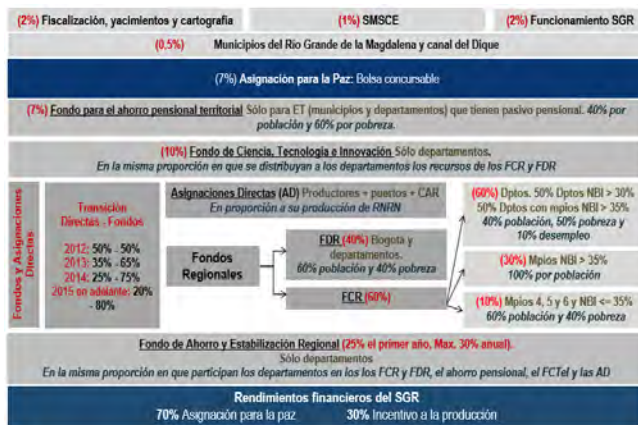 (2%) Fiscalización, yacimientos y cartografía
(1%) SMSCE
(2%) Funcionamiento SGR
(0.5%) Municipios del Río Grande de la Magdalena y canal del Dique
(7%) Asignación para la Paz: Bolsa concursable
(7%) Fondo para el ahorro pensional territorial Sólo para ET (municipios y departamentos) que tienen pasivo pensional. 40% por
población y 60% por pobreza.
(10%) Fondo de Ciencia, Tecnología e Innovación Sólo departamentos.
En la misma proporción en que se distribuyan a los departamentos los recursos de los FCR y FDR
Fondos y Asignaciones
Directas
Transición
Directas - Fondos
2012: 50% - 50%
2013: 35% - 65%
2014: 25% - 75%
2015 en adelante: 20%
- 80%
Asignaciones Directas (AD) Productores + puertos + CAR
En proporción a su producción de RNRN
Fondos
Regionales
FDR (40%) Bogotá y
departamentos.
60% población y 40% pobreza
FCR (60%)
(60%) Dptos. 50% Dptos NBI > 30%
50% Dptos con mpios NBI > 35%
40% población, 50% pobreza y
10% desempleo
(30%) Mpios NBI > 35%
100% por población
(10%) Mpios 4, 5 y 6 y NBI <= 35%
60% población y 40% pobreza
Fondo de Ahorro y Estabilización Regional (25% el primer año, Max. 30% anual).
Sólo departamentos
En la misma proporción en que participan los departamentos en los los FCR y FDR, el ahorro pensional, el FCTeI y las AD
Rendimientos financieros del SGR
70% Asignación para la paz 30% Incentivo a la producción